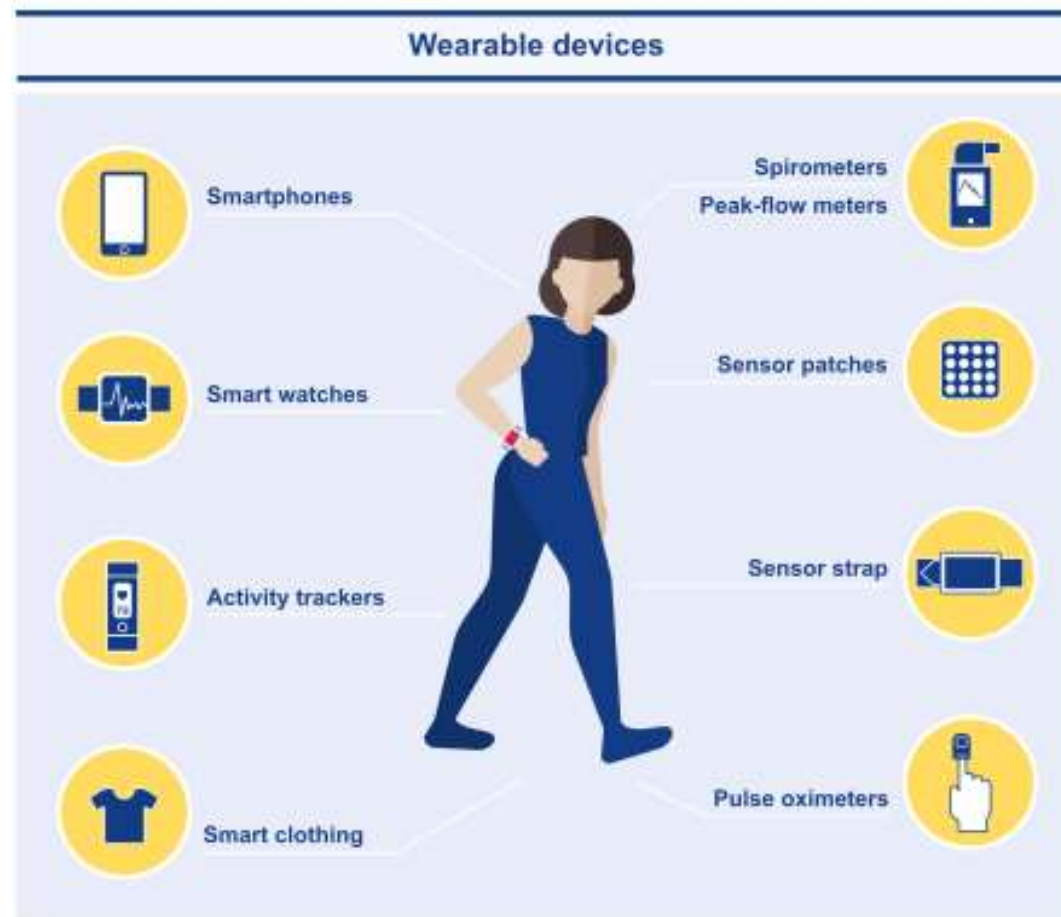 Wearable devices
Smartphones
Smart watches
Activity trackers
Smart clothing
Spirometers
Peak-flow meters
Sensor patches
Sensor strap
Pulse oximeters